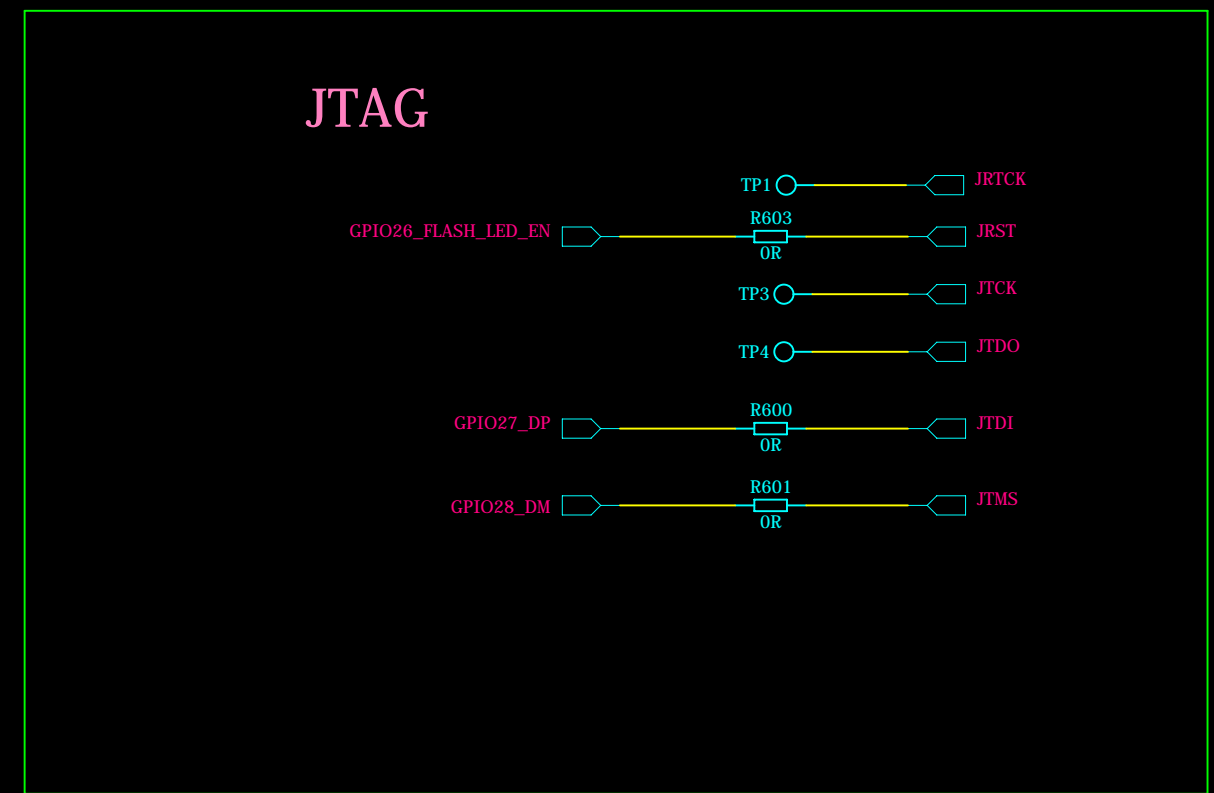 JTAG
TP1 JRTCK
R603
GPIO26_FLASH_LED_EN JRST
0R
TP3 JTCK
TP4 JTDO
R600
GPIO27_DP JTDI
0R
R601
GPIO28_DM JTMS
0R